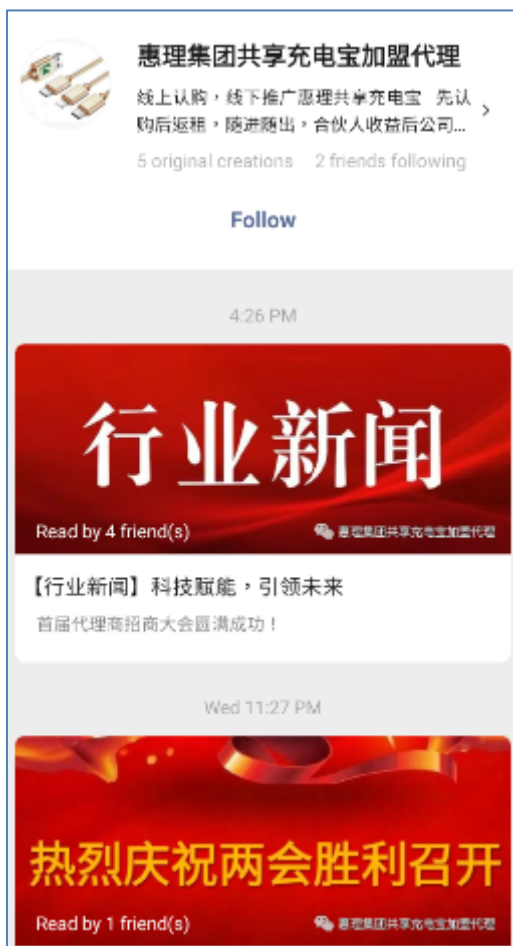 惠理集团共享充电宝加盟代理
线上认购，线下推广惠理共享充电宝 先认
购后返租，随进随出，合伙人收益后公司...
5 original creations 2 friends following
Follow
4:26 PM
行业新闻
Read by 4 friend(s)
惠理集团共享充电宝加盟代理
【行业新闻】科技赋能，引领未来
首届代理商招商大会圆满成功！
Wed 11:27 PM
热烈庆祝两会胜利召开
Read by 1 friend(s)
惠理集团共享充电宝加盟代理